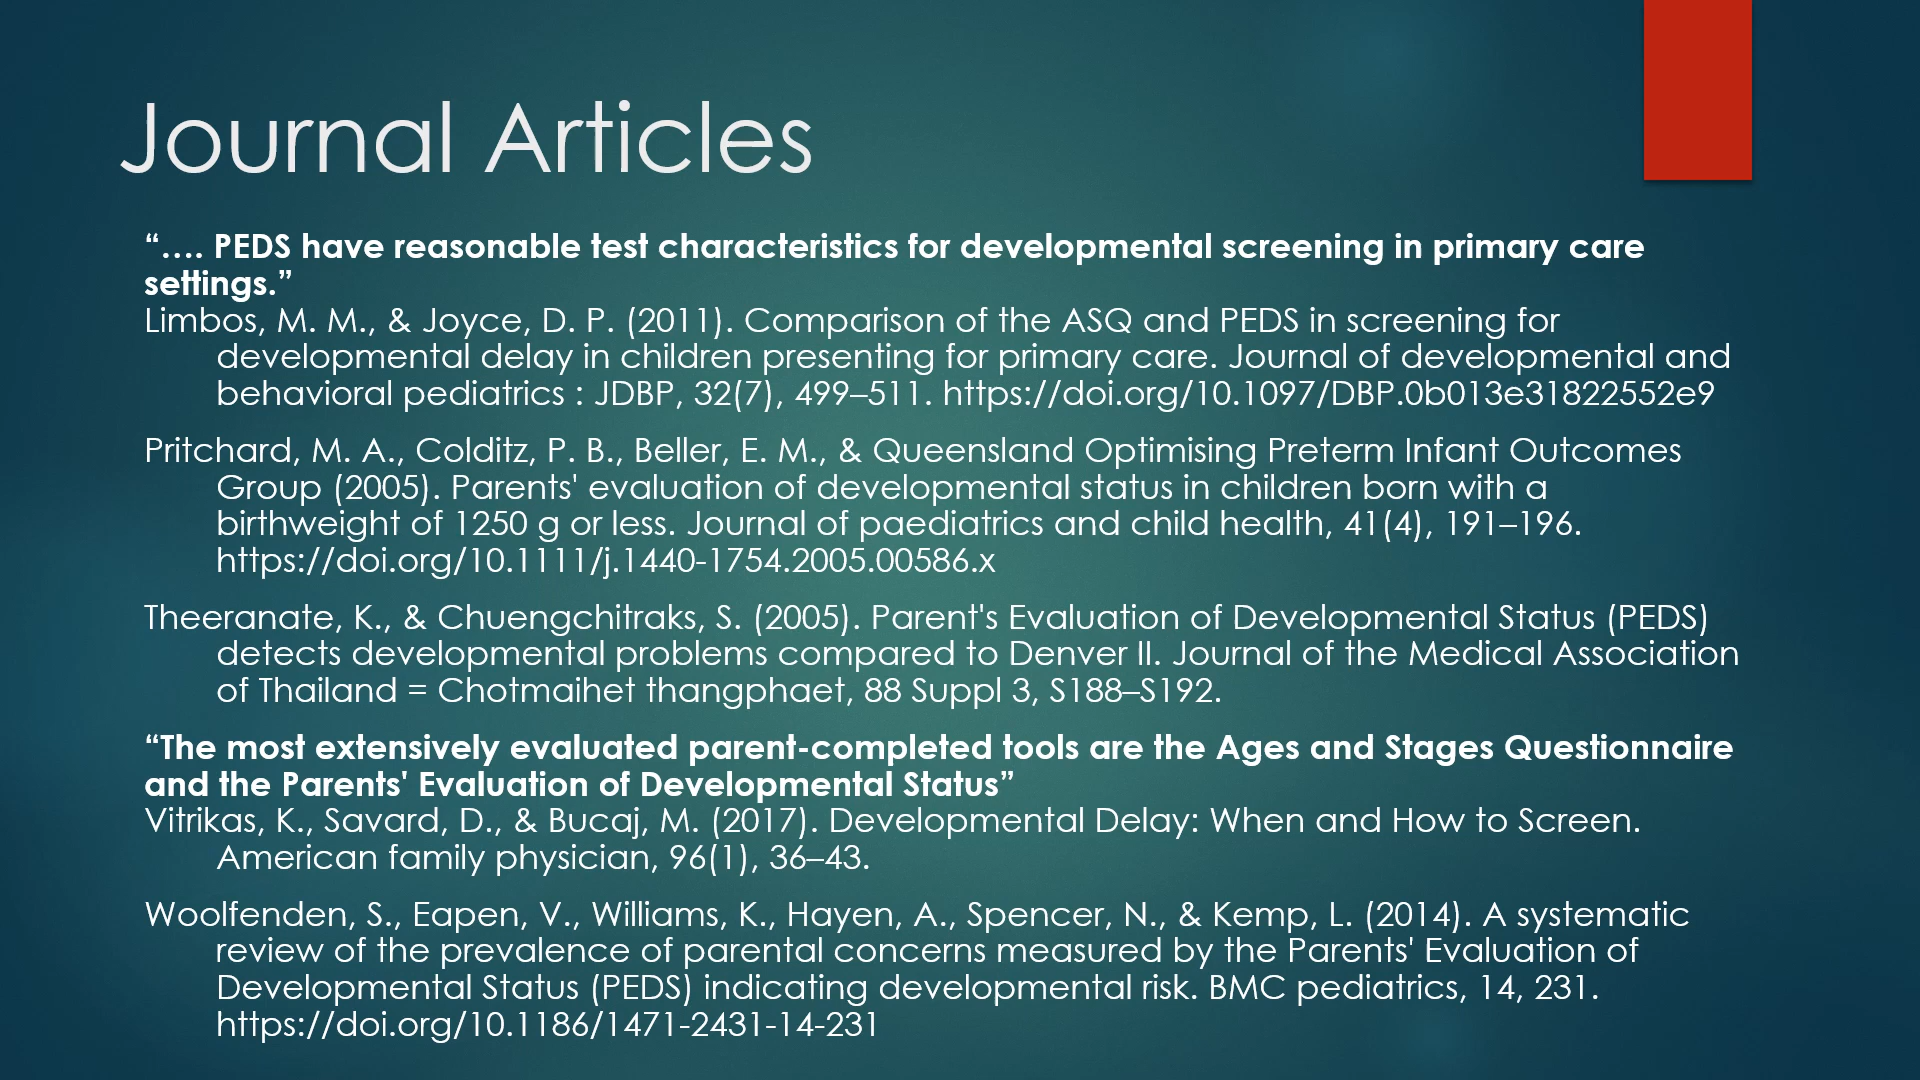 Journal Articles
“…. PEDS have reasonable test characteristics for developmental screening in primary care
settings.”
Limbos, M. M., & Joyce, D. P. (2011). Comparison of the ASQ and PEDS in screening for
developmental delay in children presenting for primary care. Journal of developmental and
behavioral pediatrics : JDBP, 32(7), 499–511. https://doi.org/10.1097/DBP.0b013e31822552e9
Pritchard, M. A., Colditz, P. B., Beller, E. M., & Queensland Optimising Preterm Infant Outcomes
Group (2005). Parents' evaluation of developmental status in children born with a
birthweight of 1250 g or less. Journal of paediatrics and child health, 41(4), 191–196.
https://doi.org/10.1111/j.1440-1754.2005.00586.x
Theeranate, K., & Chuengchitraks, S. (2005). Parent's Evaluation of Developmental Status (PEDS)
detects developmental problems compared to Denver II. Journal of the Medical Association
of Thailand = Chotmaihet thangphaet, 88 Suppl 3, S188–S192.
“The most extensively evaluated parent-completed tools are the Ages and Stages Questionnaire
and the Parents' Evaluation of Developmental Status”
Vitrikas, K., Savard, D., & Bucaj, M. (2017). Developmental Delay: When and How to Screen.
American family physician, 96(1), 36–43.
Woolfenden, S., Eapen, V., Williams, K., Hayen, A., Spencer, N., & Kemp, L. (2014). A systematic
review of the prevalence of parental concerns measured by the Parents' Evaluation of
Developmental Status (PEDS) indicating developmental risk. BMC pediatrics, 14, 231.
https://doi.org/10.1186/1471-2431-14-231